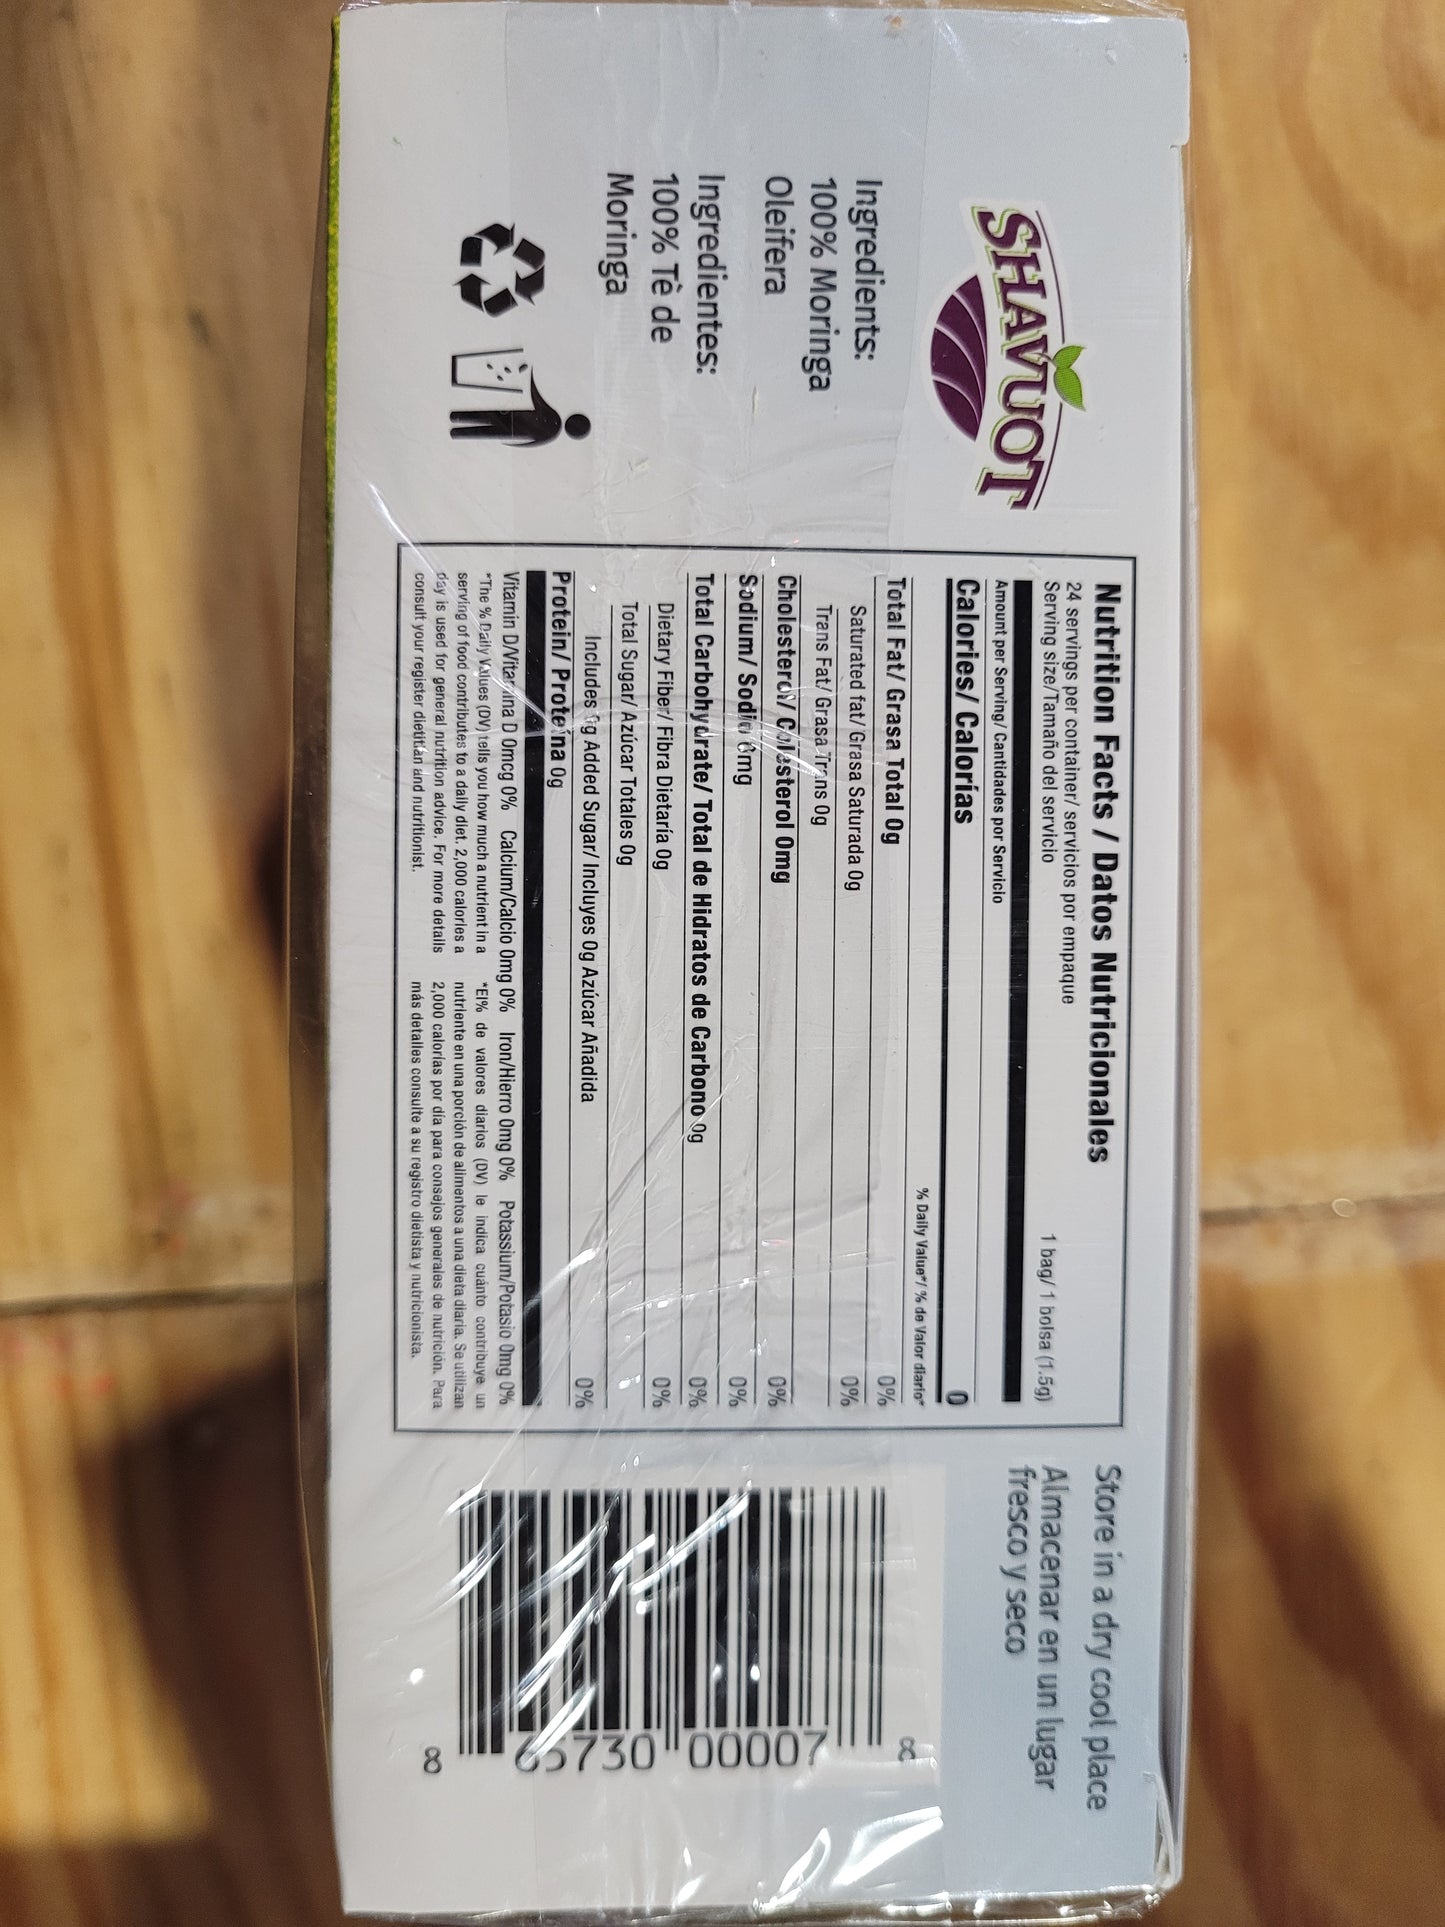 SHAVUOT
Ingredients:
100% Moringa
Oleifera
Ingredientes:
100% Tè de
Moringa
Nutrition Facts / Datos Nutricionales
24 servings per container/ servicios por empaque
Serving size/Tamaño del servicio 1 bag/ 1 bolsa (1.5g)
Amount per Serving/ Cantidades por Servicio
Calories/ Calorías 0
% Daily Value*/ % de Valor diario*
Total Fat/ Grasa Total 0g 0%
Saturated fat/ Grasa Saturada 0g 0%
Trans Fat/ Grasa Trans 0g
Cholesterol/ Colesterol 0mg 0%
Sodium/ Sodio 0mg 0%
Total Carbohydrate/ Total de Hidratos de Carbono 0g 0%
Dietary Fiber/ Fibra Dietaría 0g 0%
Total Sugar/ Azúcar Totales 0g
Includes 0g Added Sugar/ Incluyes 0g Azúcar Añadida 0%
Protein/ Proteína 0g
Vitamin D/Vitamina D 0mcg 0% Calcium/Calcio 0mg 0% Iron/Hierro 0mg 0% Potassium/Potasio 0mg 0%
*The % Daily Values (DV) tells you how much a nutrient in a
serving of food contributes to a daily diet. 2,000 calories a
day is used for general nutrition advice. For more details
consult your register dietitian and nutritionist.
*El% de valores diarios (DV) le indica cuánto contribuye un
nutriente en una porción de alimentos a una dieta diaria. Se utilizan
2,000 calorías por día para consejos generales de nutrición. Para
más detalles consulte a su registro dietista y nutricionista.
Store in a dry cool place
Almacenar en un lugar
fresco y seco
8 65730 00007 8